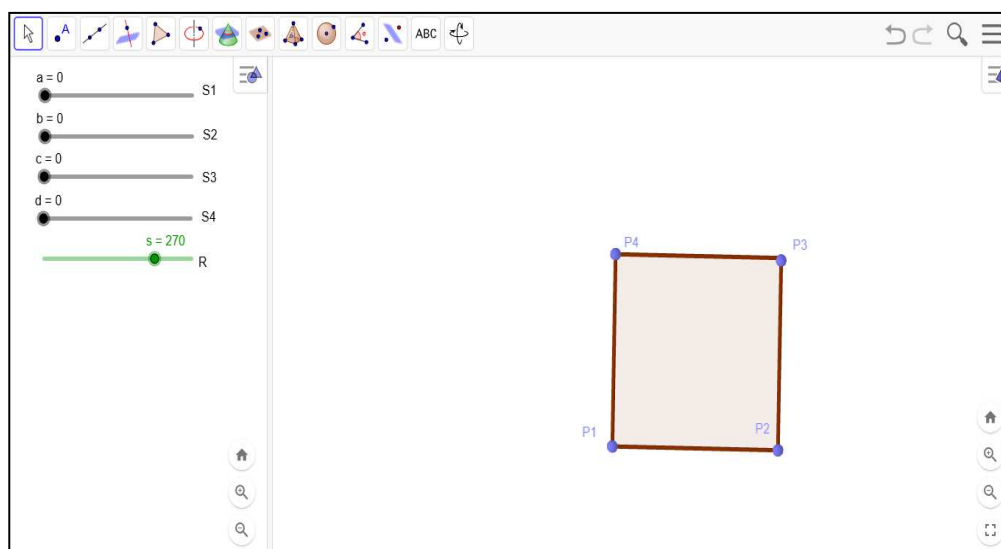 A
ABC
a = 0
S1
b = 0
S2
c = 0
S3
d = 0
S4
s = 270
R
P4
P3
P1
P2